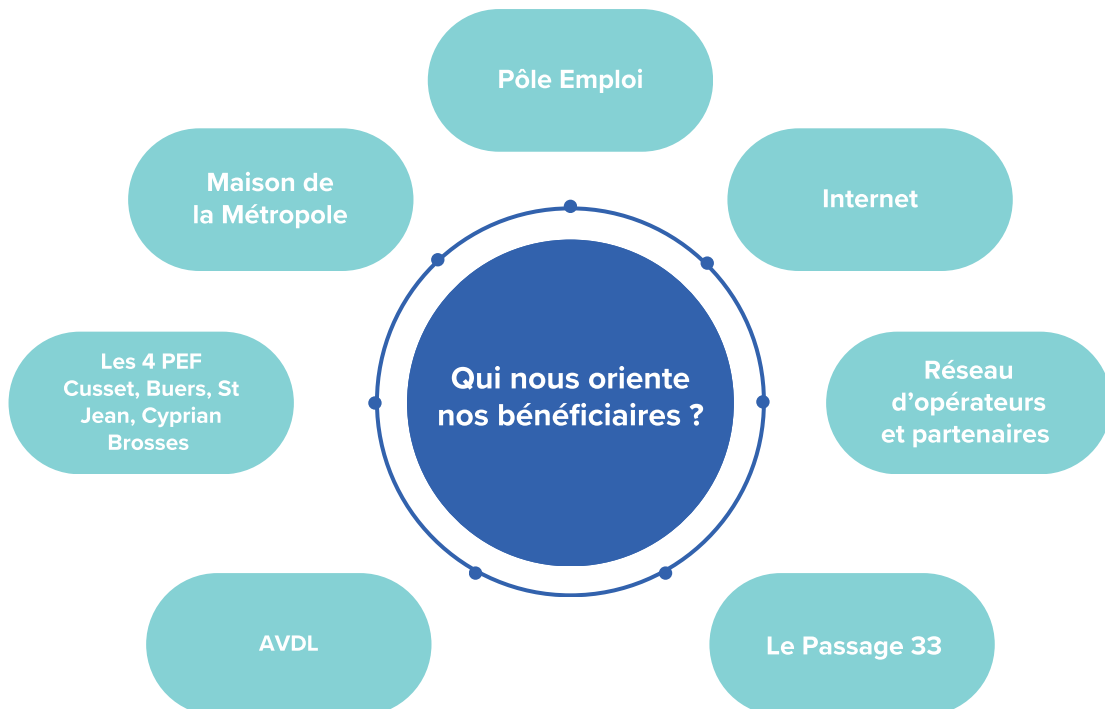 Pôle Emploi
Maison de
la Métropole
Internet
Les 4 PEF
Cusset, Buers, St
Jean, Cyprian
Brosses
Qui nous oriente
nos bénéficiaires ?
Réseau
d'opérateurs
et partenaires
AVDL
Le Passage 33